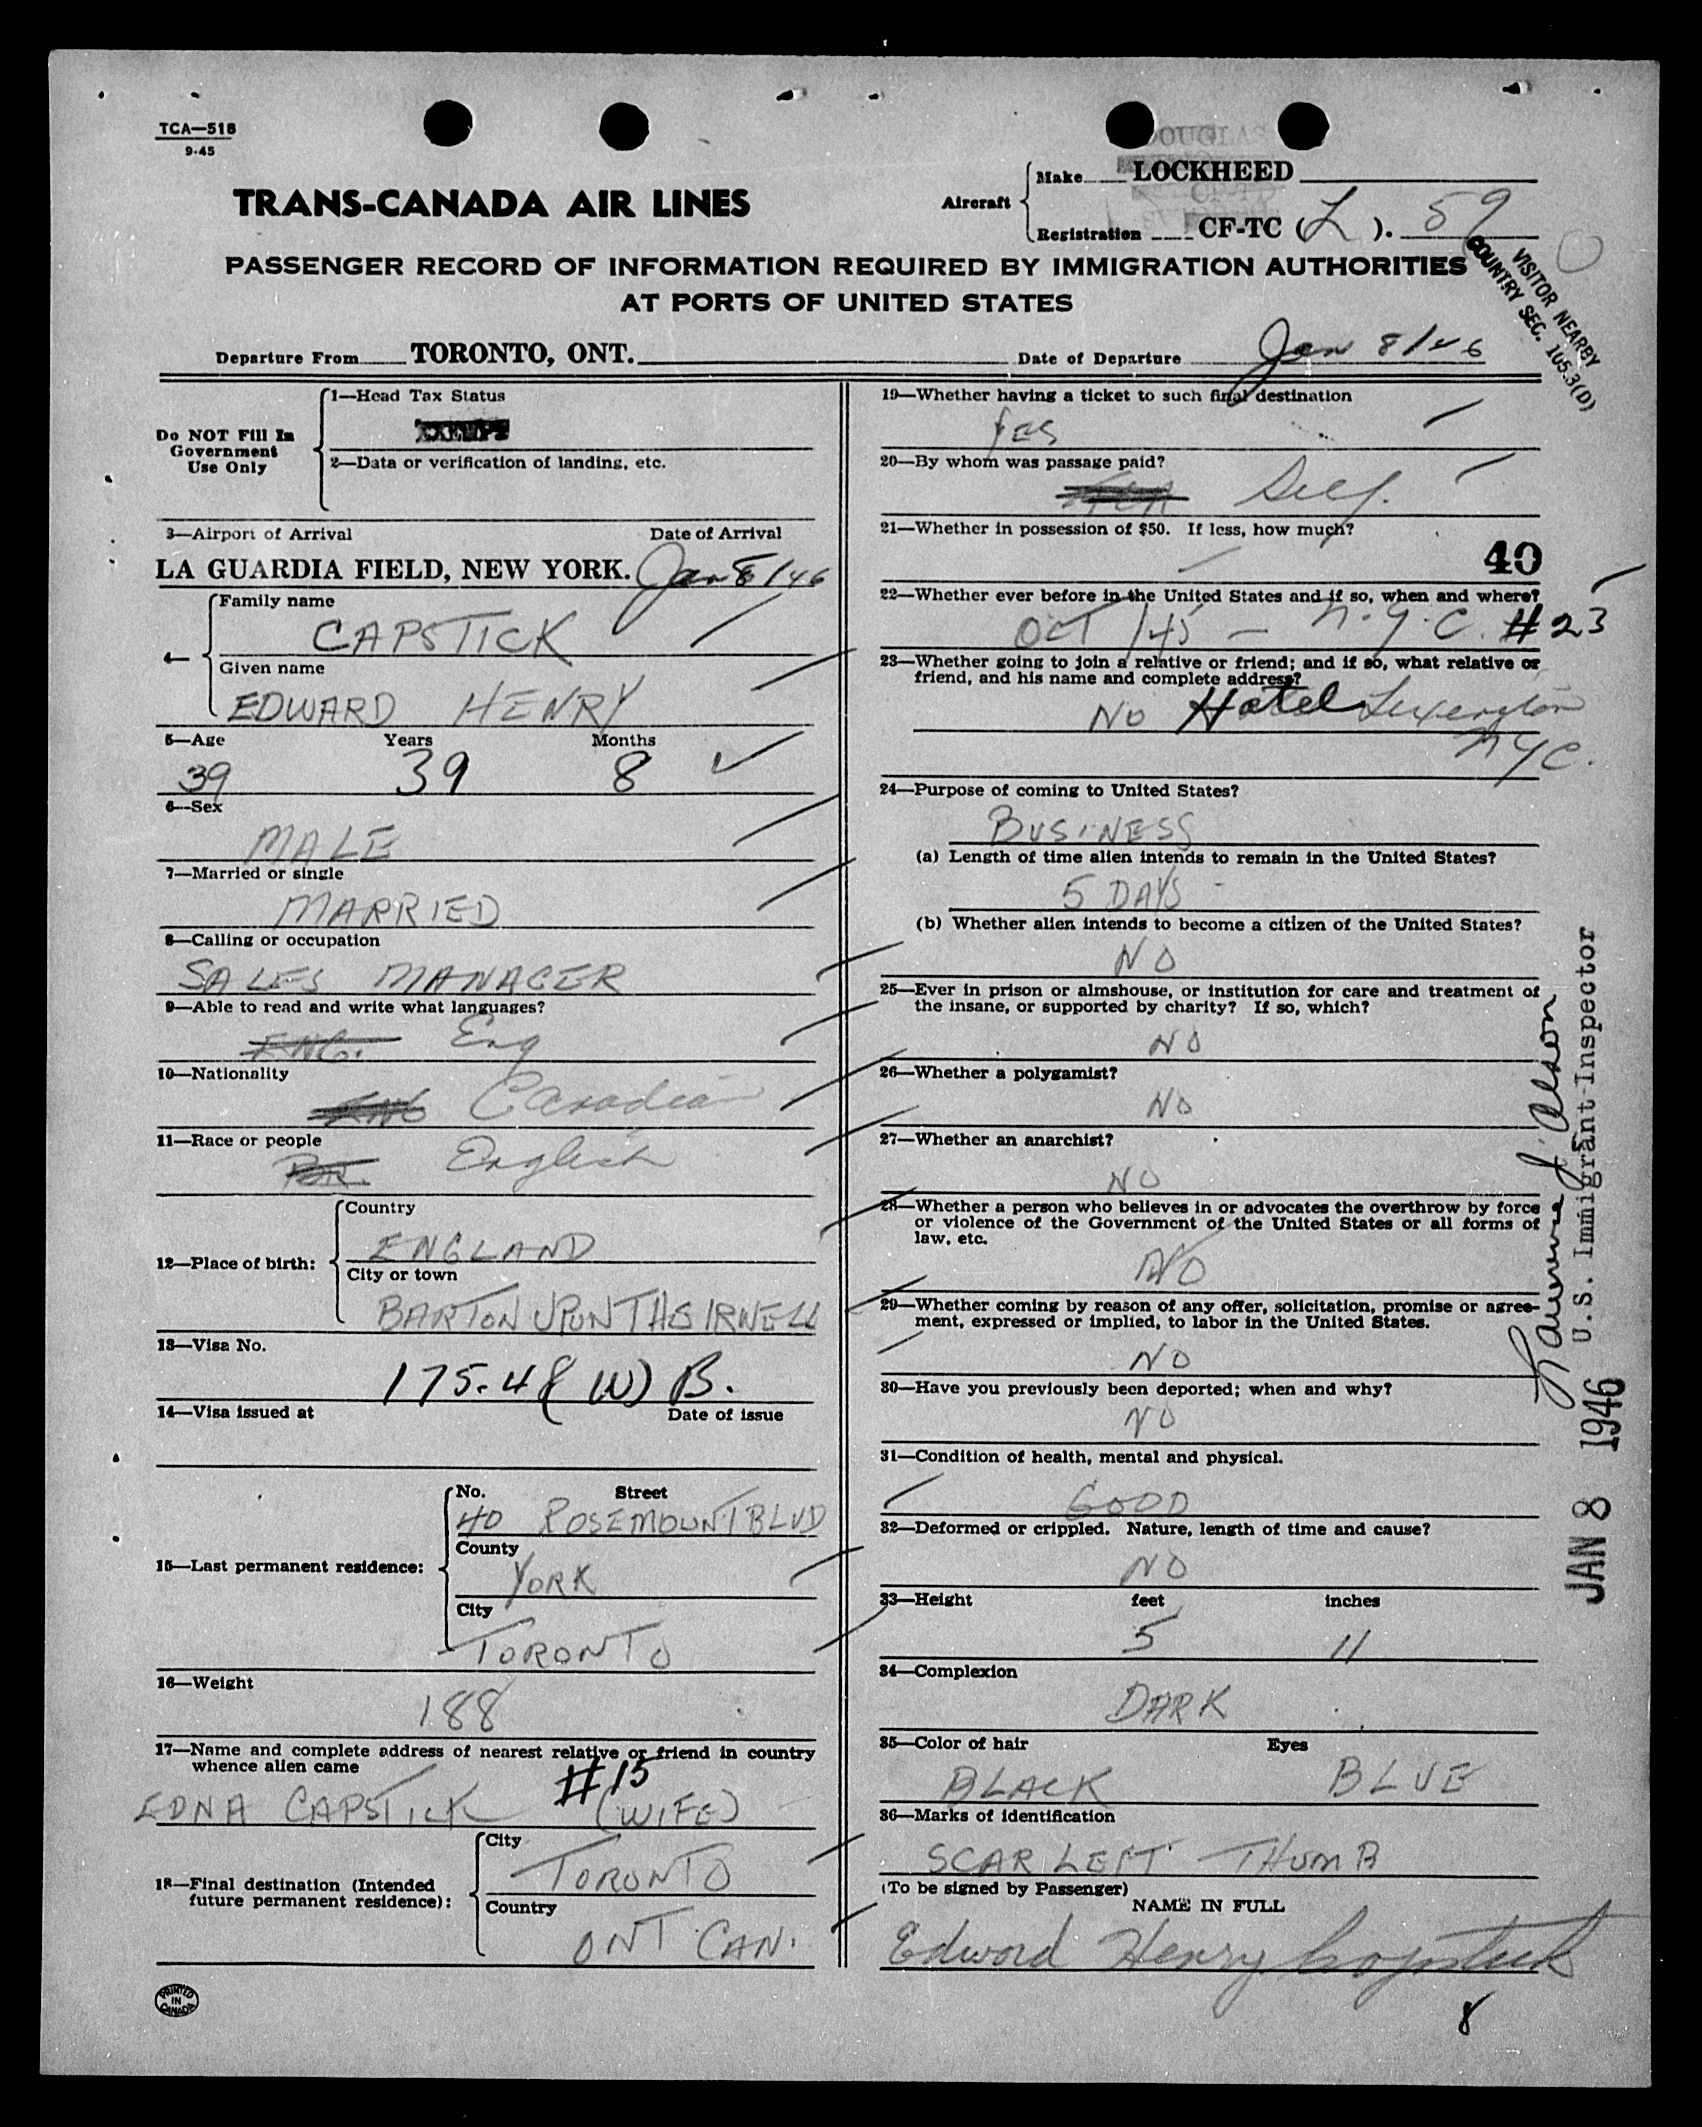 TCA—518
9-45
TRANS-CANADA AIR LINES
Aircraft
Make LOCKHEED
Registration CF-TC (L). 59
PASSENGER RECORD OF INFORMATION REQUIRED BY IMMIGRATION AUTHORITIES
AT PORTS OF UNITED STATES
VISITOR NEARBY
COUNTRY SEC. 165.3(D)
Departure From TORONTO, ONT. Date of Departure Jan 8/46
Do NOT Fill In
Government
Use Only
1—Head Tax Status
2—Data or verification of landing, etc.
3—Airport of Arrival Date of Arrival
LA GUARDIA FIELD, NEW YORK. Jan 8/46
4—
Family name
CAPSTICK
Given name
EDWARD HENRY
5—Age Years Months
39 39 8
6—Sex
MALE
7—Married or single
MARRIED
8—Calling or occupation
SALES MANAGER
9—Able to read and write what languages?
ENG. Eng
10—Nationality
ENG Canadian
11—Race or people
English
12—Place of birth:
Country
ENGLAND
City or town
BARTON UPON THE IRWELL
13—Visa No.
175.48 (W) B.
14—Visa issued at Date of issue
15—Last permanent residence:
No. Street
40 ROSEMOUNT BLVD
County
YORK
City
TORONTO
16—Weight
188
17—Name and complete address of nearest relative or friend in country
whence alien came
#15
EDNA CAPSTICK (WIFE)
18—Final destination (Intended
future permanent residence):
City
TORONTO
Country
ONT CAN.
PRINTED
IN
CANADA
19—Whether having a ticket to such final destination
YES
20—By whom was passage paid?
Self.
21—Whether in possession of $50. If less, how much?
40
22—Whether ever before in the United States and if so, when and where?
OCT /45 — N.Y.C. #23
23—Whether going to join a relative or friend; and if so, what relative or
friend, and his name and complete address?
NO Hotel Lexington
NYC.
24—Purpose of coming to United States?
BUSINESS
(a) Length of time alien intends to remain in the United States?
5 DAYS -
(b) Whether alien intends to become a citizen of the United States?
NO
25—Ever in prison or almshouse, or institution for care and treatment of
the insane, or supported by charity? If so, which?
NO
26—Whether a polygamist?
NO
27—Whether an anarchist?
NO
28—Whether a person who believes in or advocates the overthrow by force
or violence of the Government of the United States or all forms of
law, etc.
NO
29—Whether coming by reason of any offer, solicitation, promise or agree-
ment, expressed or implied, to labor in the United States.
NO
30—Have you previously been deported; when and why?
NO
31—Condition of health, mental and physical.
GOOD
32—Deformed or crippled. Nature, length of time and cause?
NO
33—Height feet inches
5 11
34—Complexion
DARK
35—Color of hair Eyes
BLACK BLUE
36—Marks of identification
SCAR LEFT THUMB
(To be signed by Passenger)
NAME IN FULL
Edward Henry Capstick
8
U.S. Immigrant Inspector
JAN 8 1946